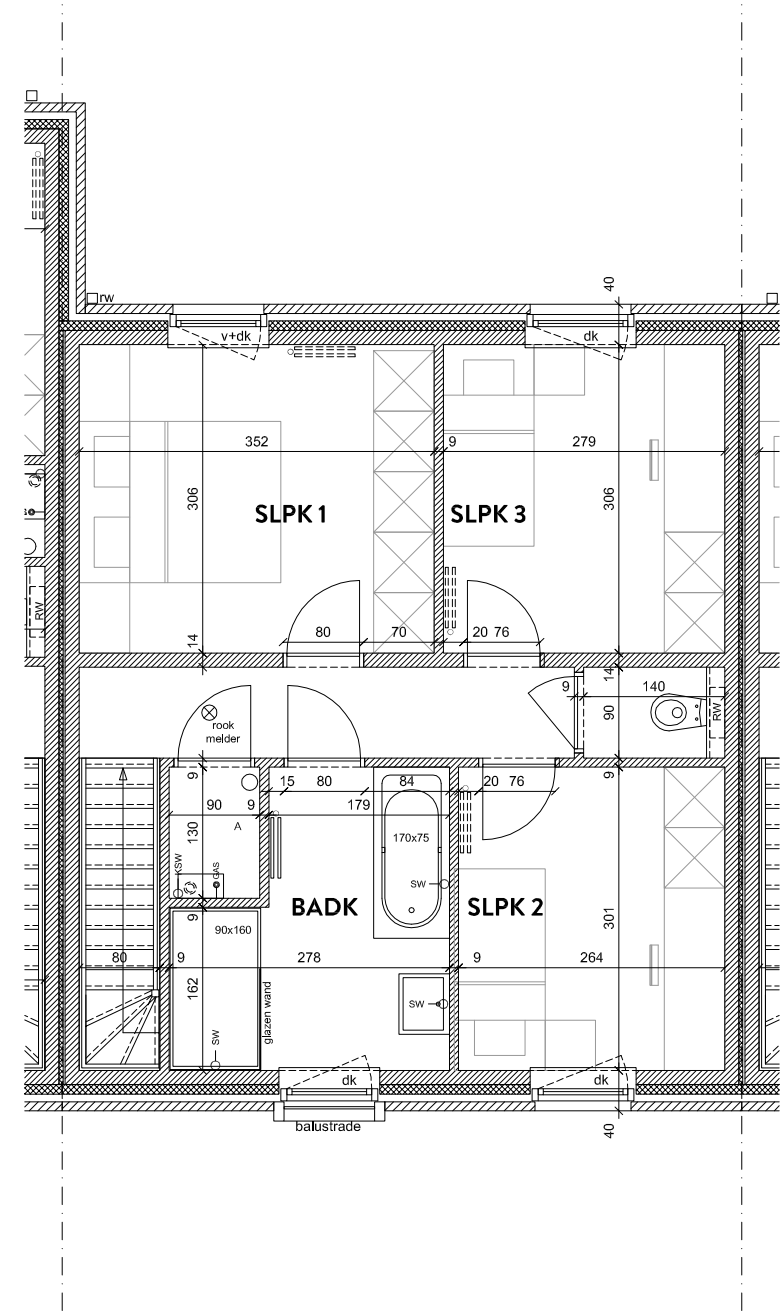 rw
40
v+dk
dk
352
9
279
306
306
SLPK 1
SLPK 3
RW
14
80
70
20 76
14
9
140
90
RW
rook
melder
9
15
80
84
20 76
9
90
9
179
130
A
170x75
KSW
GAS
SW
BADK
SLPK 2
301
9
90x160
80
9
278
9
264
162
glazen wand
SW
SW
dk
dk
balustrade
40